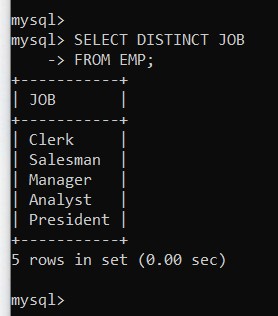 mysql>
mysql> SELECT DISTINCT JOB
    -> FROM EMP;
+-----------+
| JOB       |
+-----------+
| Clerk     |
| Salesman  |
| Manager   |
| Analyst   |
| President |
+-----------+
5 rows in set (0.00 sec)

mysql>